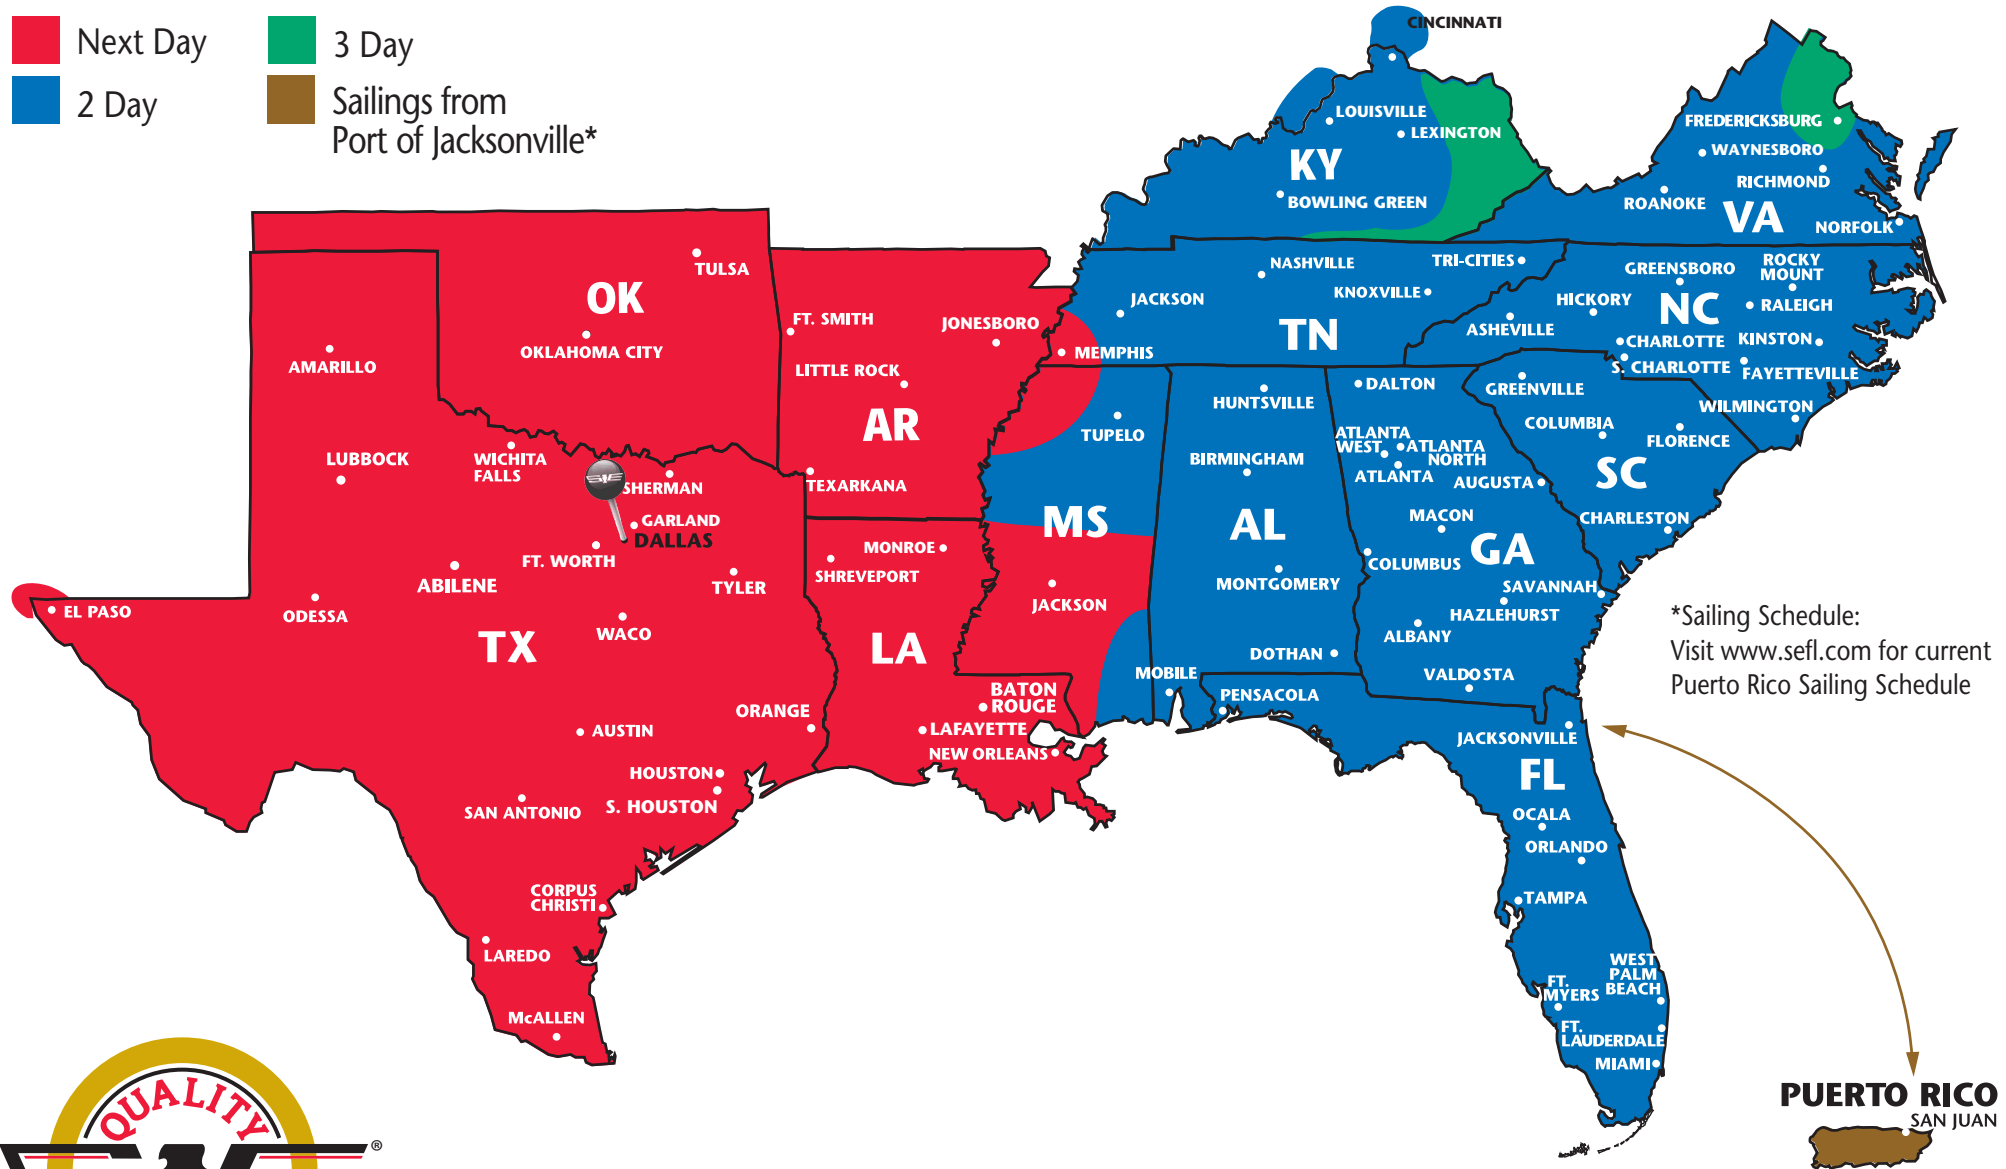 Next Day
2 Day
3 Day
Sailings from
Port of Jacksonville*
CINCINNATI
LOUISVILLE
LEXINGTON
KY
BOWLING GREEN
FREDERICKSBURG
WAYNESBORO
RICHMOND
ROANOKE
VA
NORFOLK
TULSA
OK
OKLAHOMA CITY
AMARILLO
LUBBOCK
WICHITA
FALLS
SHERMAN
GARLAND
DALLAS
FT. WORTH
ABILENE
TYLER
EL PASO
ODESSA
WACO
TX
AUSTIN
ORANGE
HOUSTON
S. HOUSTON
SAN ANTONIO
CORPUS
CHRISTI
LAREDO
McALLEN
FT. SMITH
JONESBORO
LITTLE ROCK
AR
TEXARKANA
MONROE
SHREVEPORT
LA
BATON
ROUGE
LAFAYETTE
NEW ORLEANS
NASHVILLE
TRI-CITIES
KNOXVILLE
JACKSON
TN
MEMPHIS
TUPELO
MS
JACKSON
HUNTSVILLE
BIRMINGHAM
AL
MONTGOMERY
DOTHAN
MOBILE
PENSACOLA
GREENSBORO
ROCKY
MOUNT
HICKORY
NC
RALEIGH
ASHEVILLE
CHARLOTTE
KINSTON
S. CHARLOTTE
FAYETTEVILLE
WILMINGTON
GREENVILLE
COLUMBIA
FLORENCE
SC
CHARLESTON
DALTON
ATLANTA
WEST
ATLANTA
NORTH
ATLANTA
AUGUSTA
MACON
GA
COLUMBUS
SAVANNAH
HAZLEHURST
ALBANY
VALDOSTA
JACKSONVILLE
FL
OCALA
ORLANDO
TAMPA
WEST
PALM
BEACH
FT.
MYERS
FT.
LAUDERDALE
MIAMI
*Sailing Schedule:
Visit www.sefl.com for current
Puerto Rico Sailing Schedule
PUERTO RICO
SAN JUAN
QUALITY
®